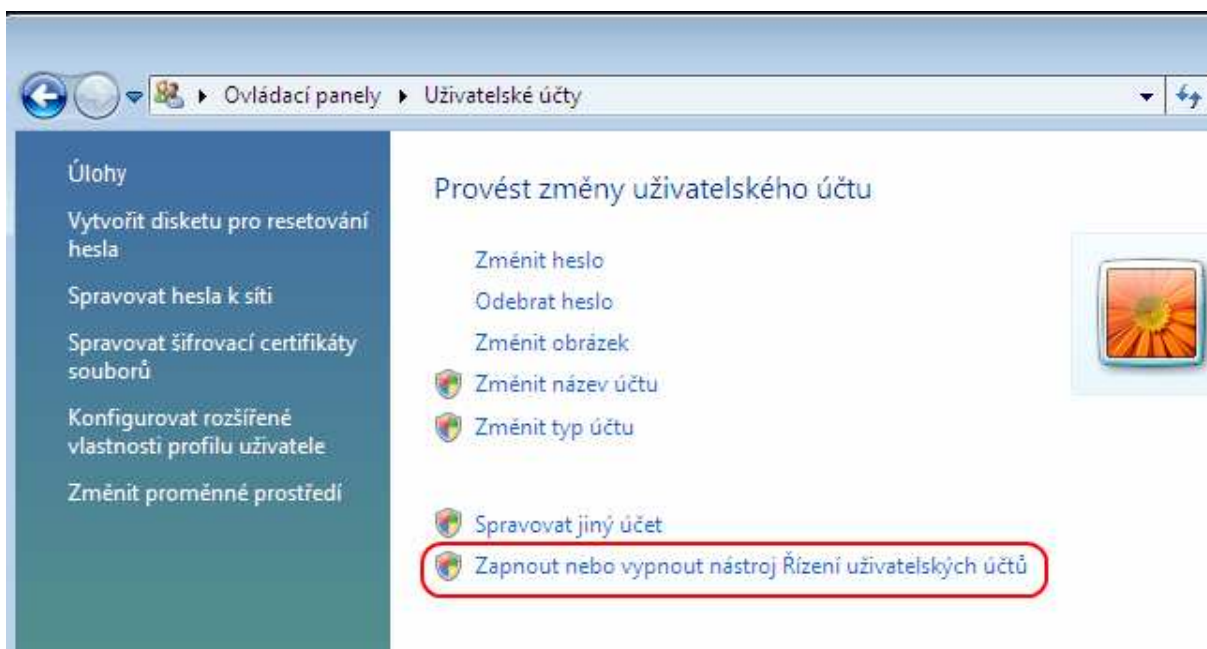 Ovládací panely ▸ Uživatelské účty
Úlohy
Vytvořit disketu pro resetování
hesla
Spravovat hesla k síti
Spravovat šifrovací certifikáty
souborů
Konfigurovat rozšířené
vlastnosti profilu uživatele
Změnit proměnné prostředí
Provést změny uživatelského účtu
Změnit heslo
Odebrat heslo
Změnit obrázek
Změnit název účtu
Změnit typ účtu
Spravovat jiný účet
Zapnout nebo vypnout nástroj Řízení uživatelských účtů